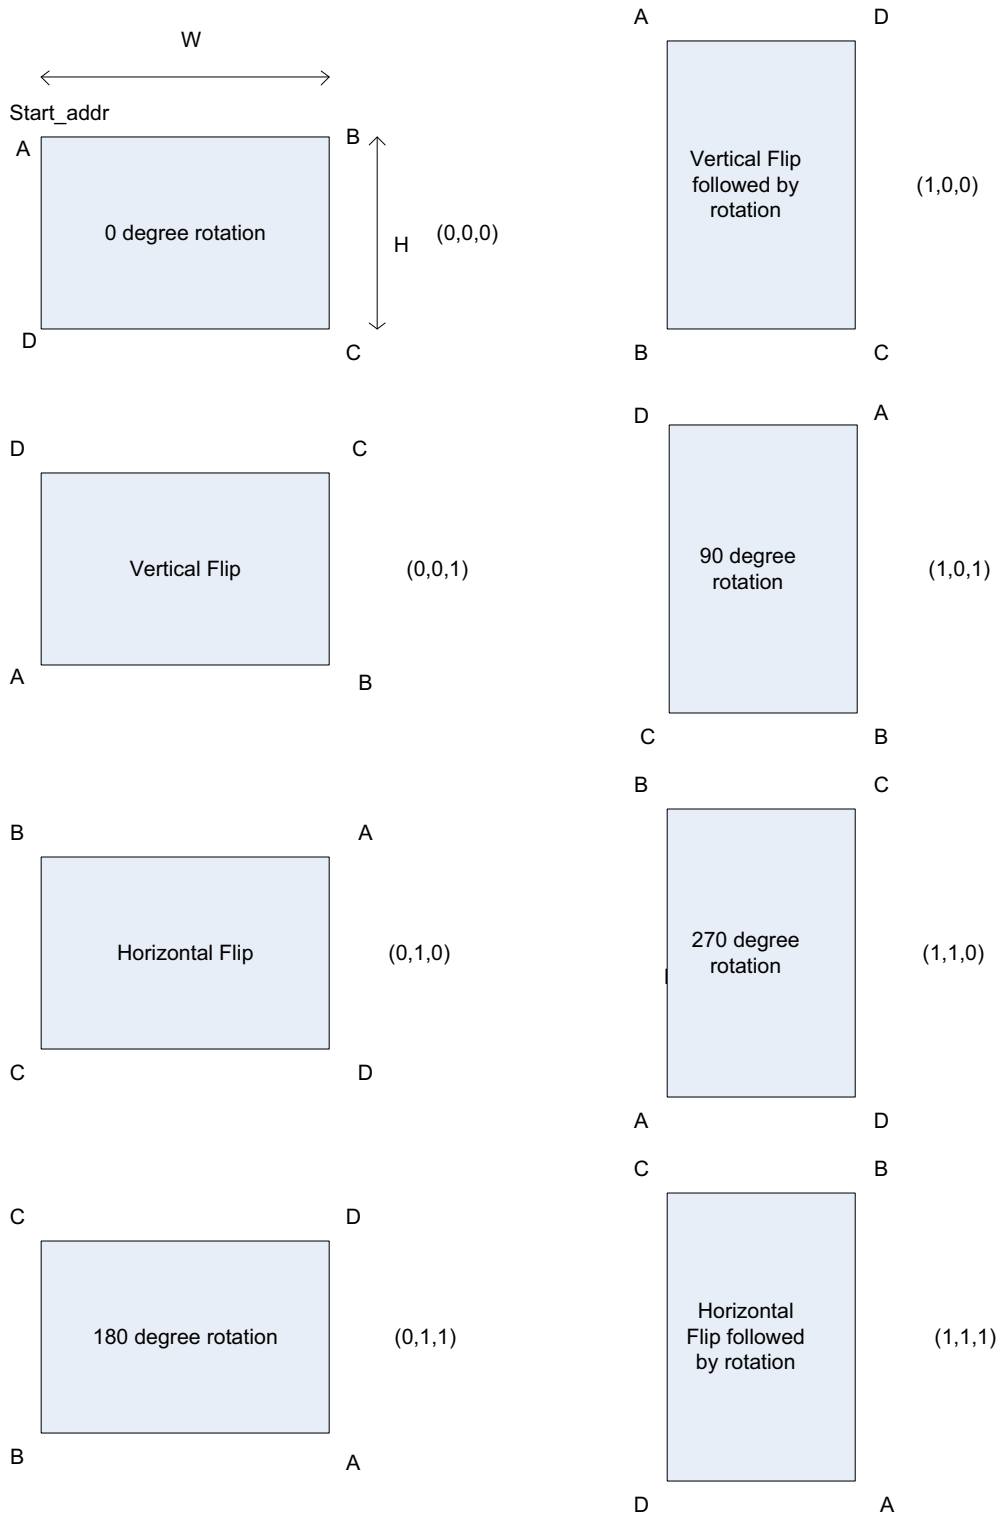 W
Start_addr
A
B
0 degree rotation
H
(0,0,0)
D
C
D
C
Vertical Flip
(0,0,1)
A
B
B
A
Horizontal Flip
(0,1,0)
C
D
C
D
180 degree rotation
(0,1,1)
B
A
A
D
Vertical Flip
followed by
rotation
(1,0,0)
B
C
D
A
90 degree
rotation
(1,0,1)
C
B
B
C
270 degree
rotation
(1,1,0)
A
D
C
B
Horizontal
Flip followed
by rotation
(1,1,1)
D
A